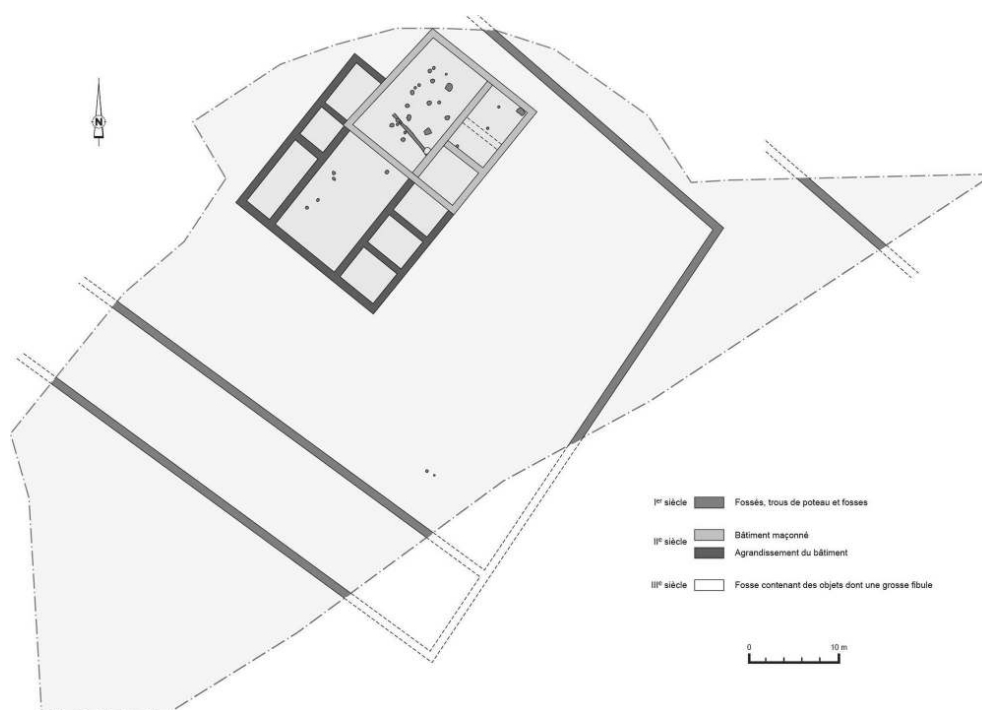 N
Iᵉʳ siècle Fossés, trous de poteau et fosses
IIᵉ siècle Bâtiment maçonné
Agrandissement du bâtiment
IIIᵉ siècle Fosse contenant des objets dont une grosse fibule
0 10 m